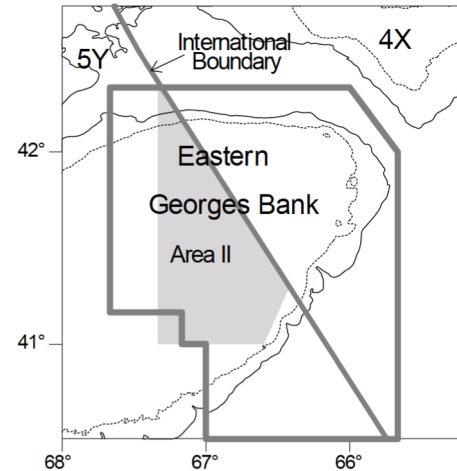 5Y
International
Boundary
4X
42°
Eastern
Georges Bank
Area II
41°
68°
67°
66°